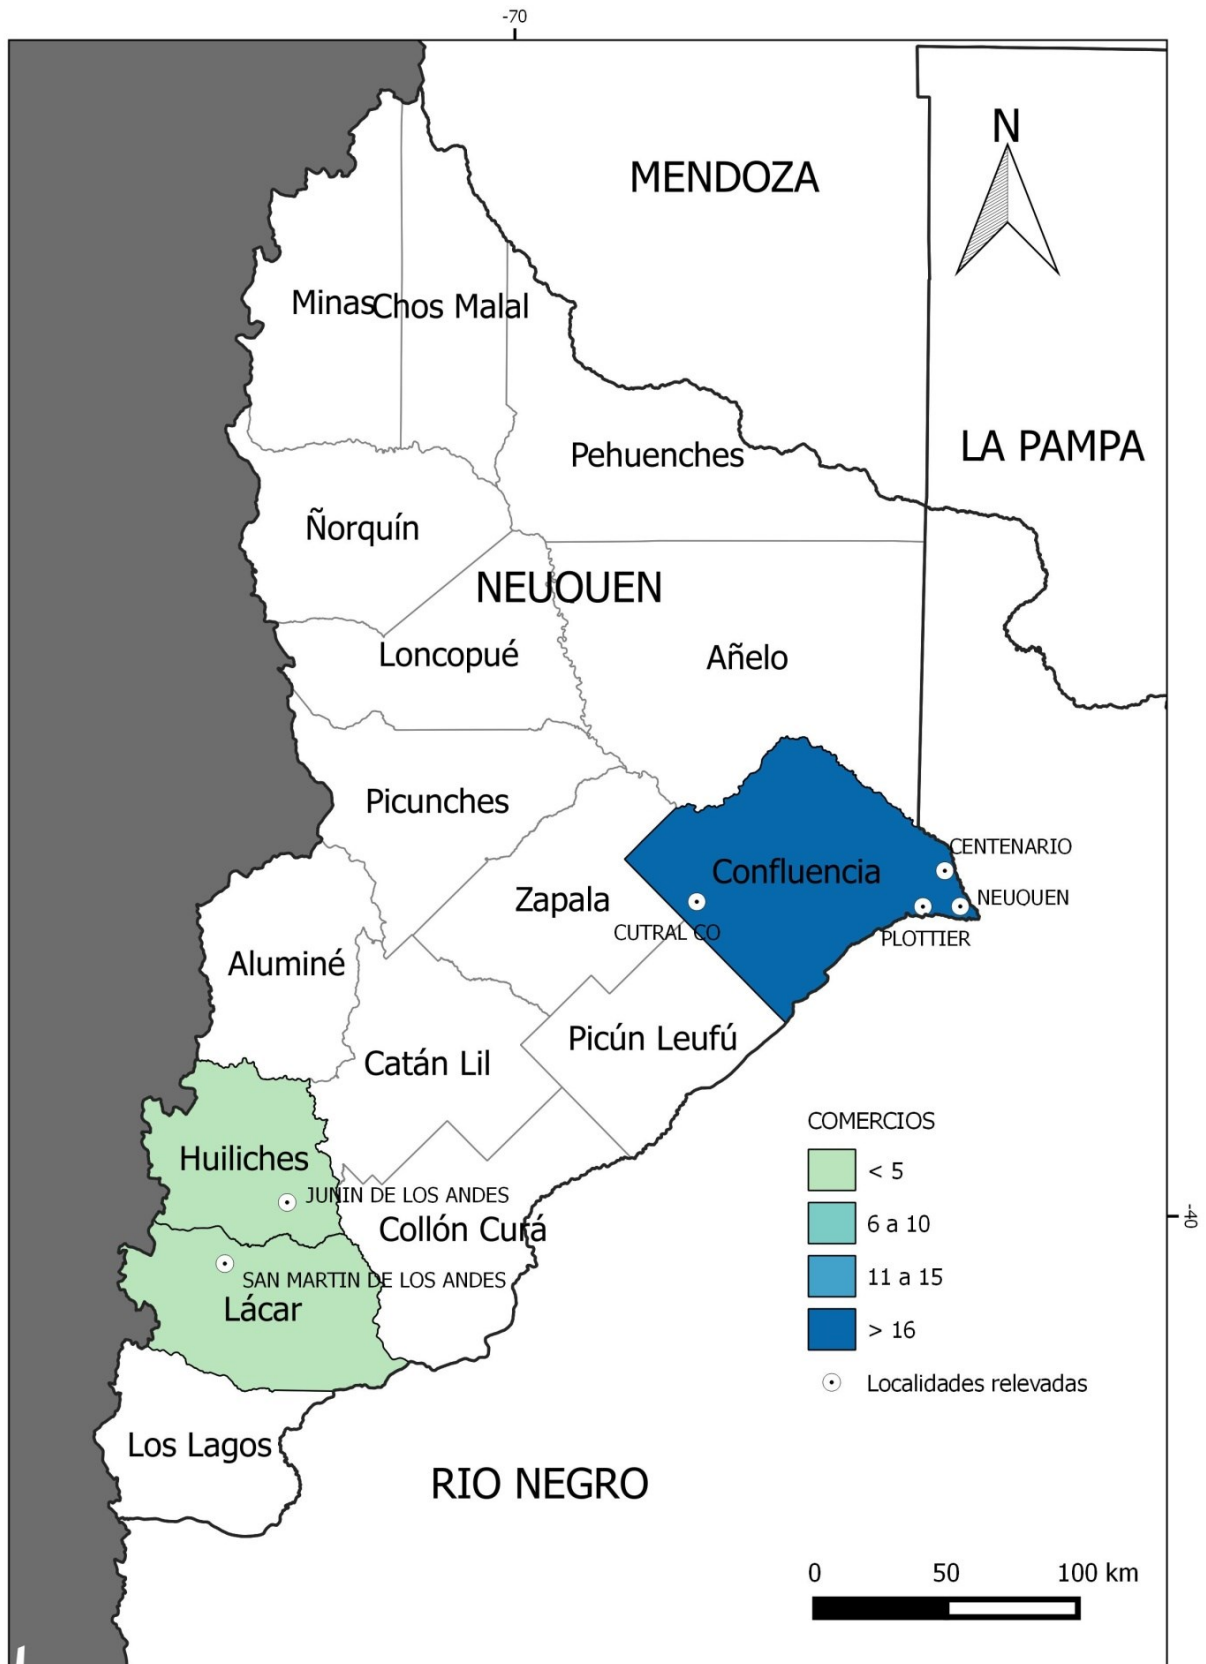 -70
N
MENDOZA
Minas
Chos Malal
LA PAMPA
Pehuenches
Ñorquín
NEUQUEN
Loncopué
Añelo
Picunches
CENTENARIO
Confluencia
Zapala
NEUQUEN
CUTRAL CO
PLOTTIER
Aluminé
Picún Leufú
Catán Lil
COMERCIOS
Huiliches
< 5
JUNIN DE LOS ANDES
-40
6 a 10
Collón Curá
SAN MARTIN DE LOS ANDES
11 a 15
Lácar
> 16
Localidades relevadas
Los Lagos
RIO NEGRO
0 50 100 km